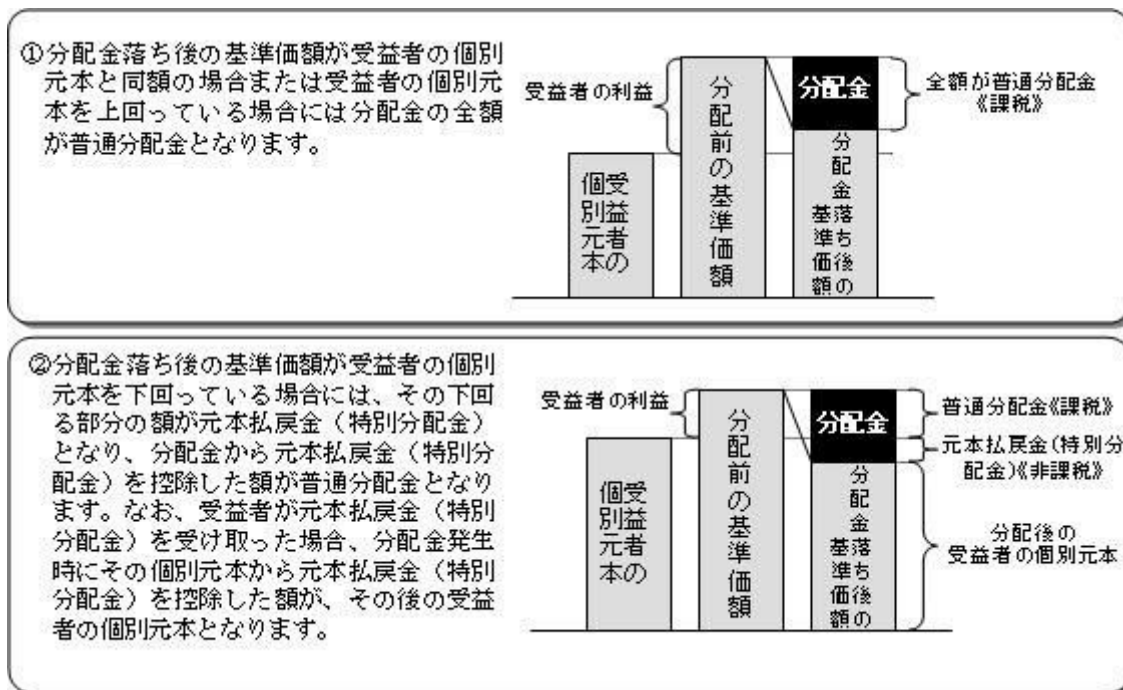 ①分配金落ち後の基準価額が受益者の個別
元本と同額の場合または受益者の個別元
本を上回っている場合には分配金の全額
が普通分配金となります。
受益者の利益
受益者の
個別元本
分配前の基準価額
分配金
分配金落ち後の
基準価額
全額が普通分配金
《課税》
②分配金落ち後の基準価額が受益者の個別
元本を下回っている場合には、その下回
る部分の額が元本払戻金（特別分配金）
となり、分配金から元本払戻金（特別分
配金）を控除した額が普通分配金となり
ます。なお、受益者が元本払戻金（特別
分配金）を受け取った場合、分配金発生
時にその個別元本から元本払戻金（特別
分配金）を控除した額が、その後の受益
者の個別元本となります。
受益者の利益
受益者の
個別元本
分配前の基準価額
分配金
分配金落ち後の
基準価額
普通分配金《課税》
元本払戻金（特別分
配金）《非課税》
分配後の
受益者の個別元本